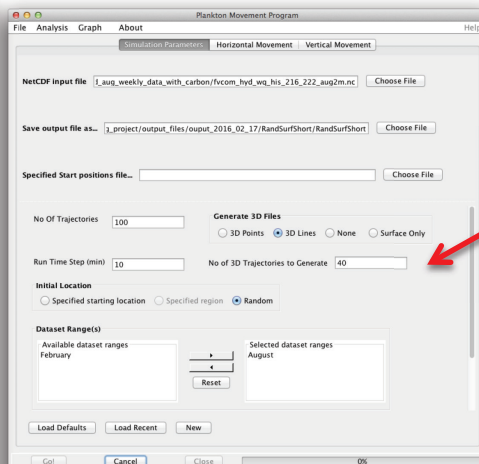 Plankton Movement Program
File Analysis Graph About Help
Simulation Parameters Horizontal Movement Vertical Movement
NetCDF input file l_aug_weekly_data_with_carbon/fvcom_hyd_wq_his_216_222_aug2m.nc Choose File
Save output file as... a_project/output_files/ouput_2016_02_17/RandSurfShort/RandSurfShort Choose File
Specified Start positions file... Choose File
No Of Trajectories 100
Generate 3D Files
3D Points 3D Lines None Surface Only
Run Time Step (min) 10 No of 3D Trajectories to Generate 40
Initial Location
Specified starting location Specified region Random
Dataset Range(s)
Available dataset ranges Selected dataset ranges
February August
Reset
Load Defaults Load Recent New
Go! Cancel Close 0%